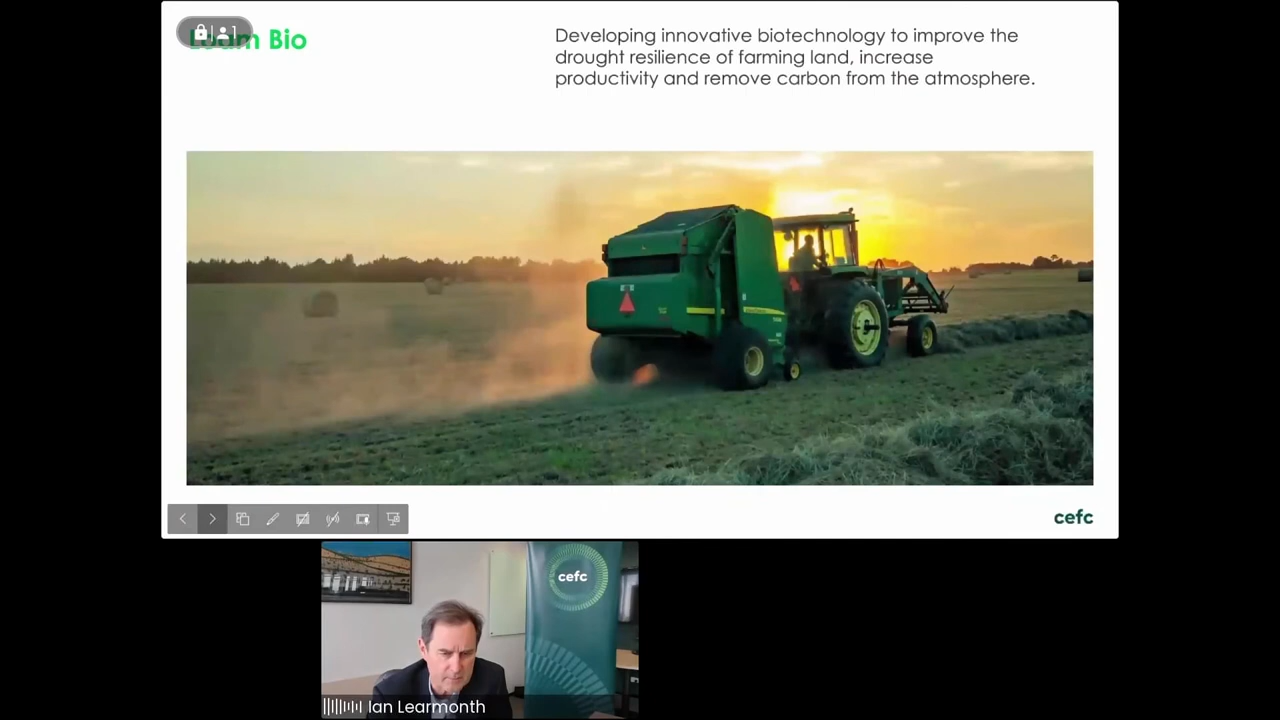 Loam Bio
Developing innovative biotechnology to improve the
drought resilience of farming land, increase
productivity and remove carbon from the atmosphere.
cefc
cefc
Ian Learmonth